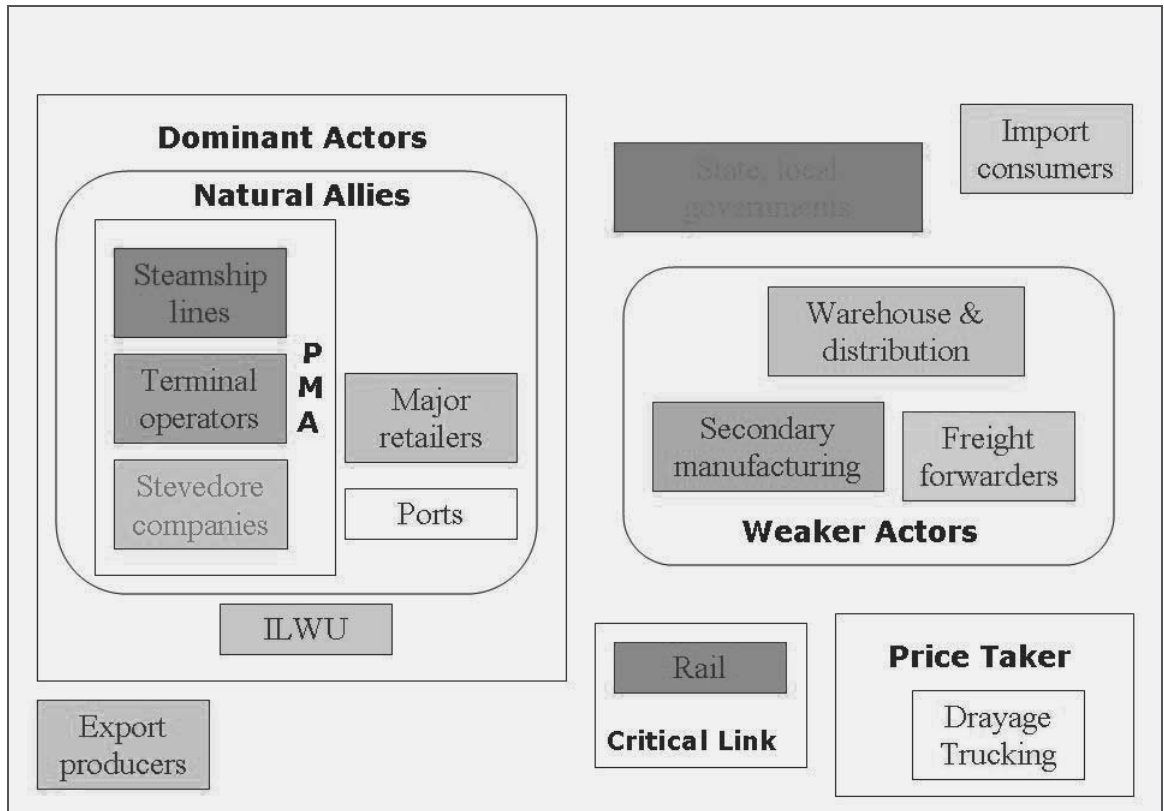 Dominant Actors
Natural Allies
Steamship
lines
Terminal
operators
Stevedore
companies
P
M
A
Major
retailers
Ports
ILWU
Export
producers
State, local
governments
Import
consumers
Warehouse &
distribution
Secondary
manufacturing
Freight
forwarders
Weaker Actors
Rail
Critical Link
Price Taker
Drayage
Trucking